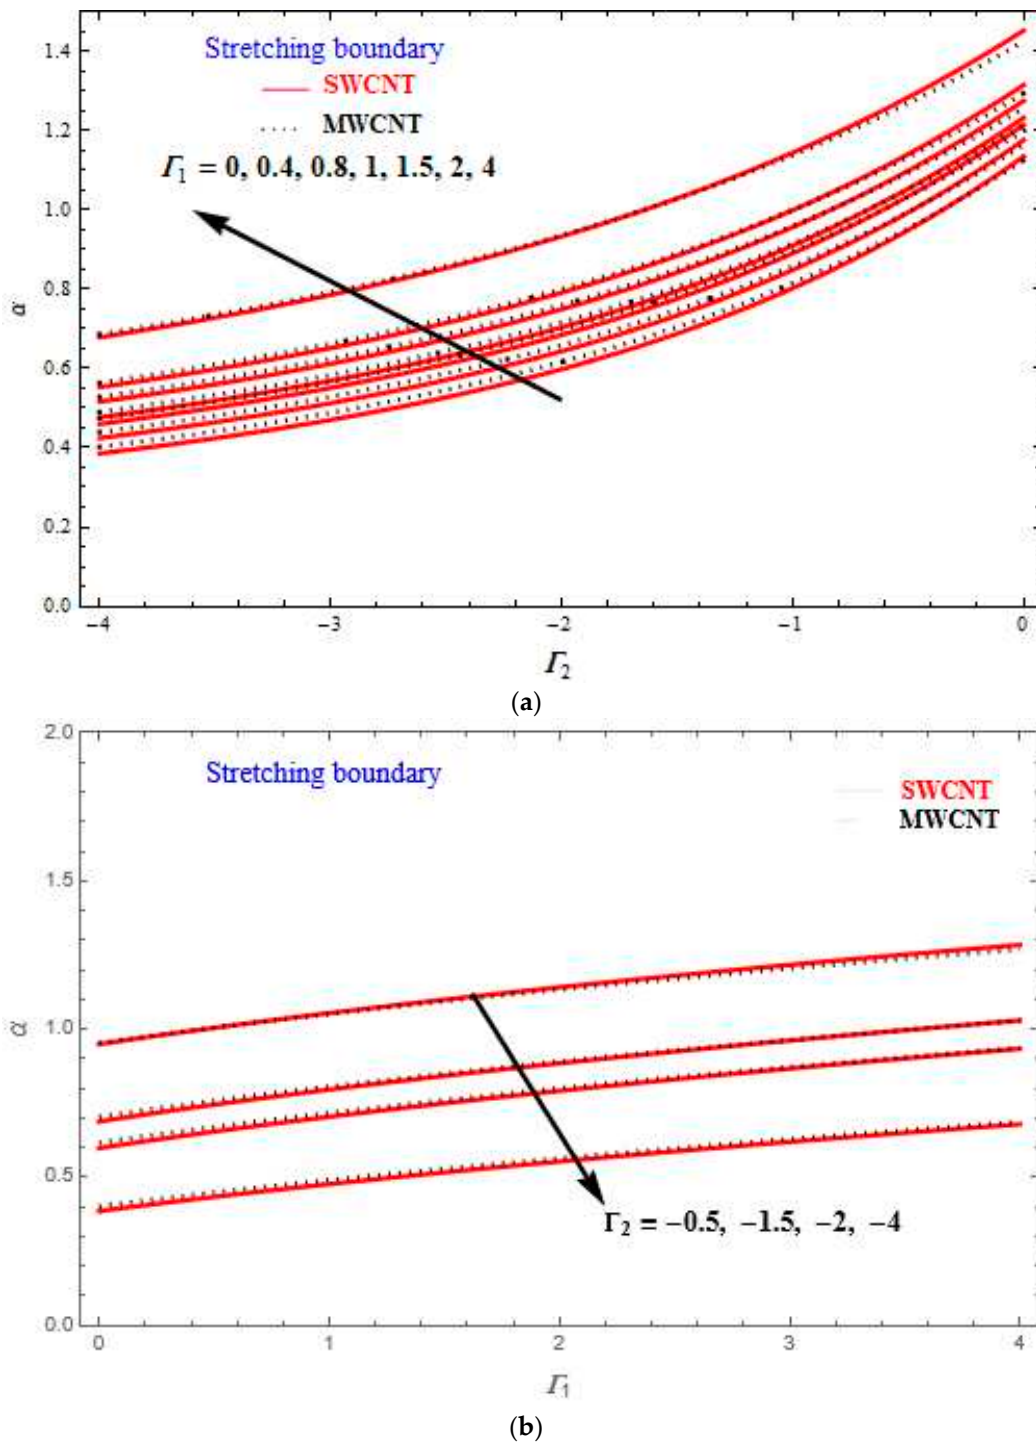 Stretching boundary
SWCNT
MWCNT
Γ₁ = 0, 0.4, 0.8, 1, 1.5, 2, 4
1.4
1.2
1.0
0.8
0.6
0.4
0.2
0.0
α
−4 −3 −2 −1 0
Γ₂
(a)
Stretching boundary
SWCNT
MWCNT
2.0
1.5
1.0
0.5
0.0
α
Γ₂ = −0.5, −1.5, −2, −4
0 1 2 3 4
Γ₁
(b)